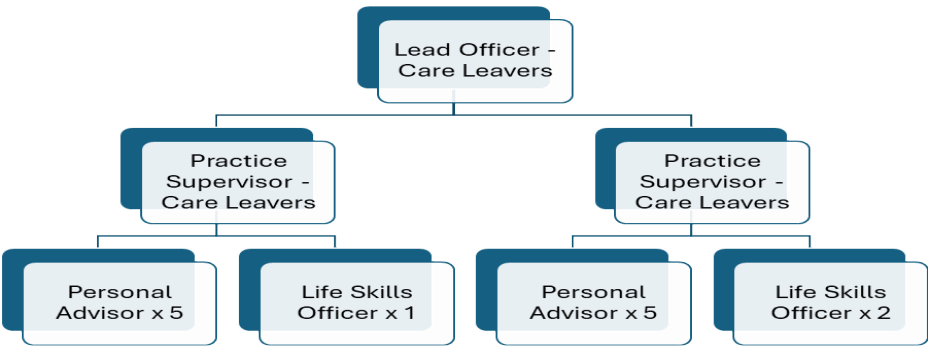 Lead Officer -
Care Leavers
Practice
Supervisor -
Care Leavers
Practice
Supervisor -
Care Leavers
Personal
Advisor x 5
Life Skills
Officer x 1
Personal
Advisor x 5
Life Skills
Officer x 2